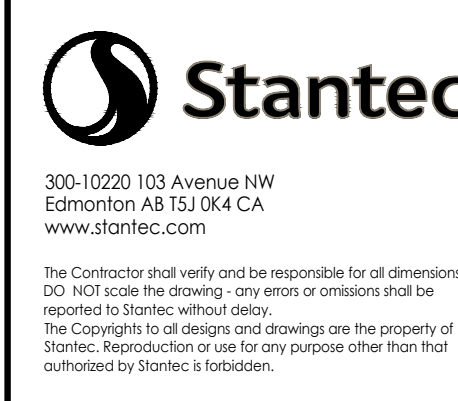 Stantec
300-10220 103 Avenue NW
Edmonton AB T5J 0K4 CA
www.stantec.com
The Contractor shall verify and be responsible for all dimensions
DO NOT scale the drawing - any errors or omissions shall be
reported to Stantec without delay.
The Copyrights to all designs and drawings are the property of
Stantec. Reproduction or use for any purpose other than that
authorized by Stantec is forbidden.